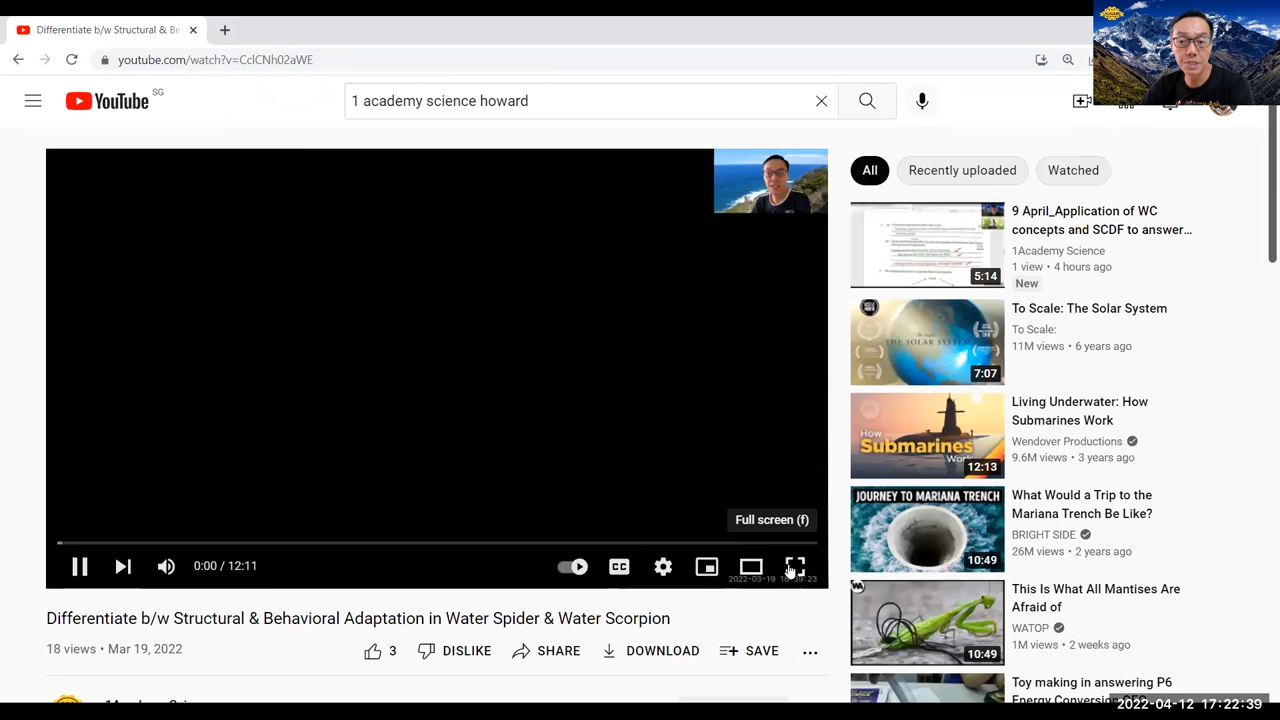 Differentiate b/w Structural & Be
youtube.com/watch?v=CclCNh02aWE
YouTube SG
1 academy science howard
All
Recently uploaded
Watched
Full screen (f)
0:00 / 12:11
CC
Differentiate b/w Structural & Behavioral Adaptation in Water Spider & Water Scorpion
18 views • Mar 19, 2022
3
DISLIKE
SHARE
DOWNLOAD
SAVE
5:14
9 April_Application of WC
concepts and SCDF to answer…
1Academy Science
1 view • 4 hours ago
New
THE SOLAR SYSTEM
7:07
To Scale: The Solar System
To Scale:
11M views • 6 years ago
How
Submarines
Work
12:13
Living Underwater: How
Submarines Work
Wendover Productions
9.6M views • 3 years ago
JOURNEY TO MARIANA TRENCH
10:49
What Would a Trip to the
Mariana Trench Be Like?
BRIGHT SIDE
26M views • 2 years ago
10:49
This Is What All Mantises Are
Afraid of
WATOP
1M views • 2 weeks ago
Toy making in answering P6
2022-04-12 17:22:39